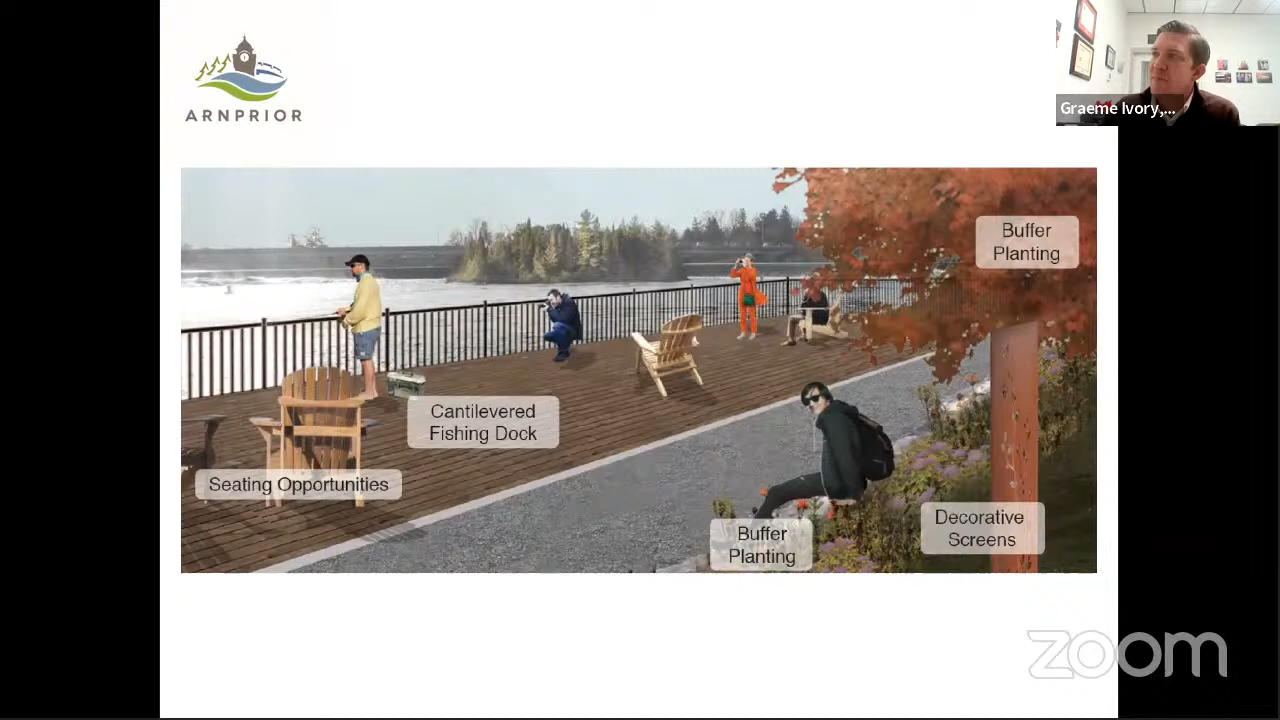 ARNPRIOR
Graeme Ivory,...
Buffer
Planting
Cantilevered
Fishing Dock
Seating Opportunities
Decorative
Screens
Buffer
Planting
zoom